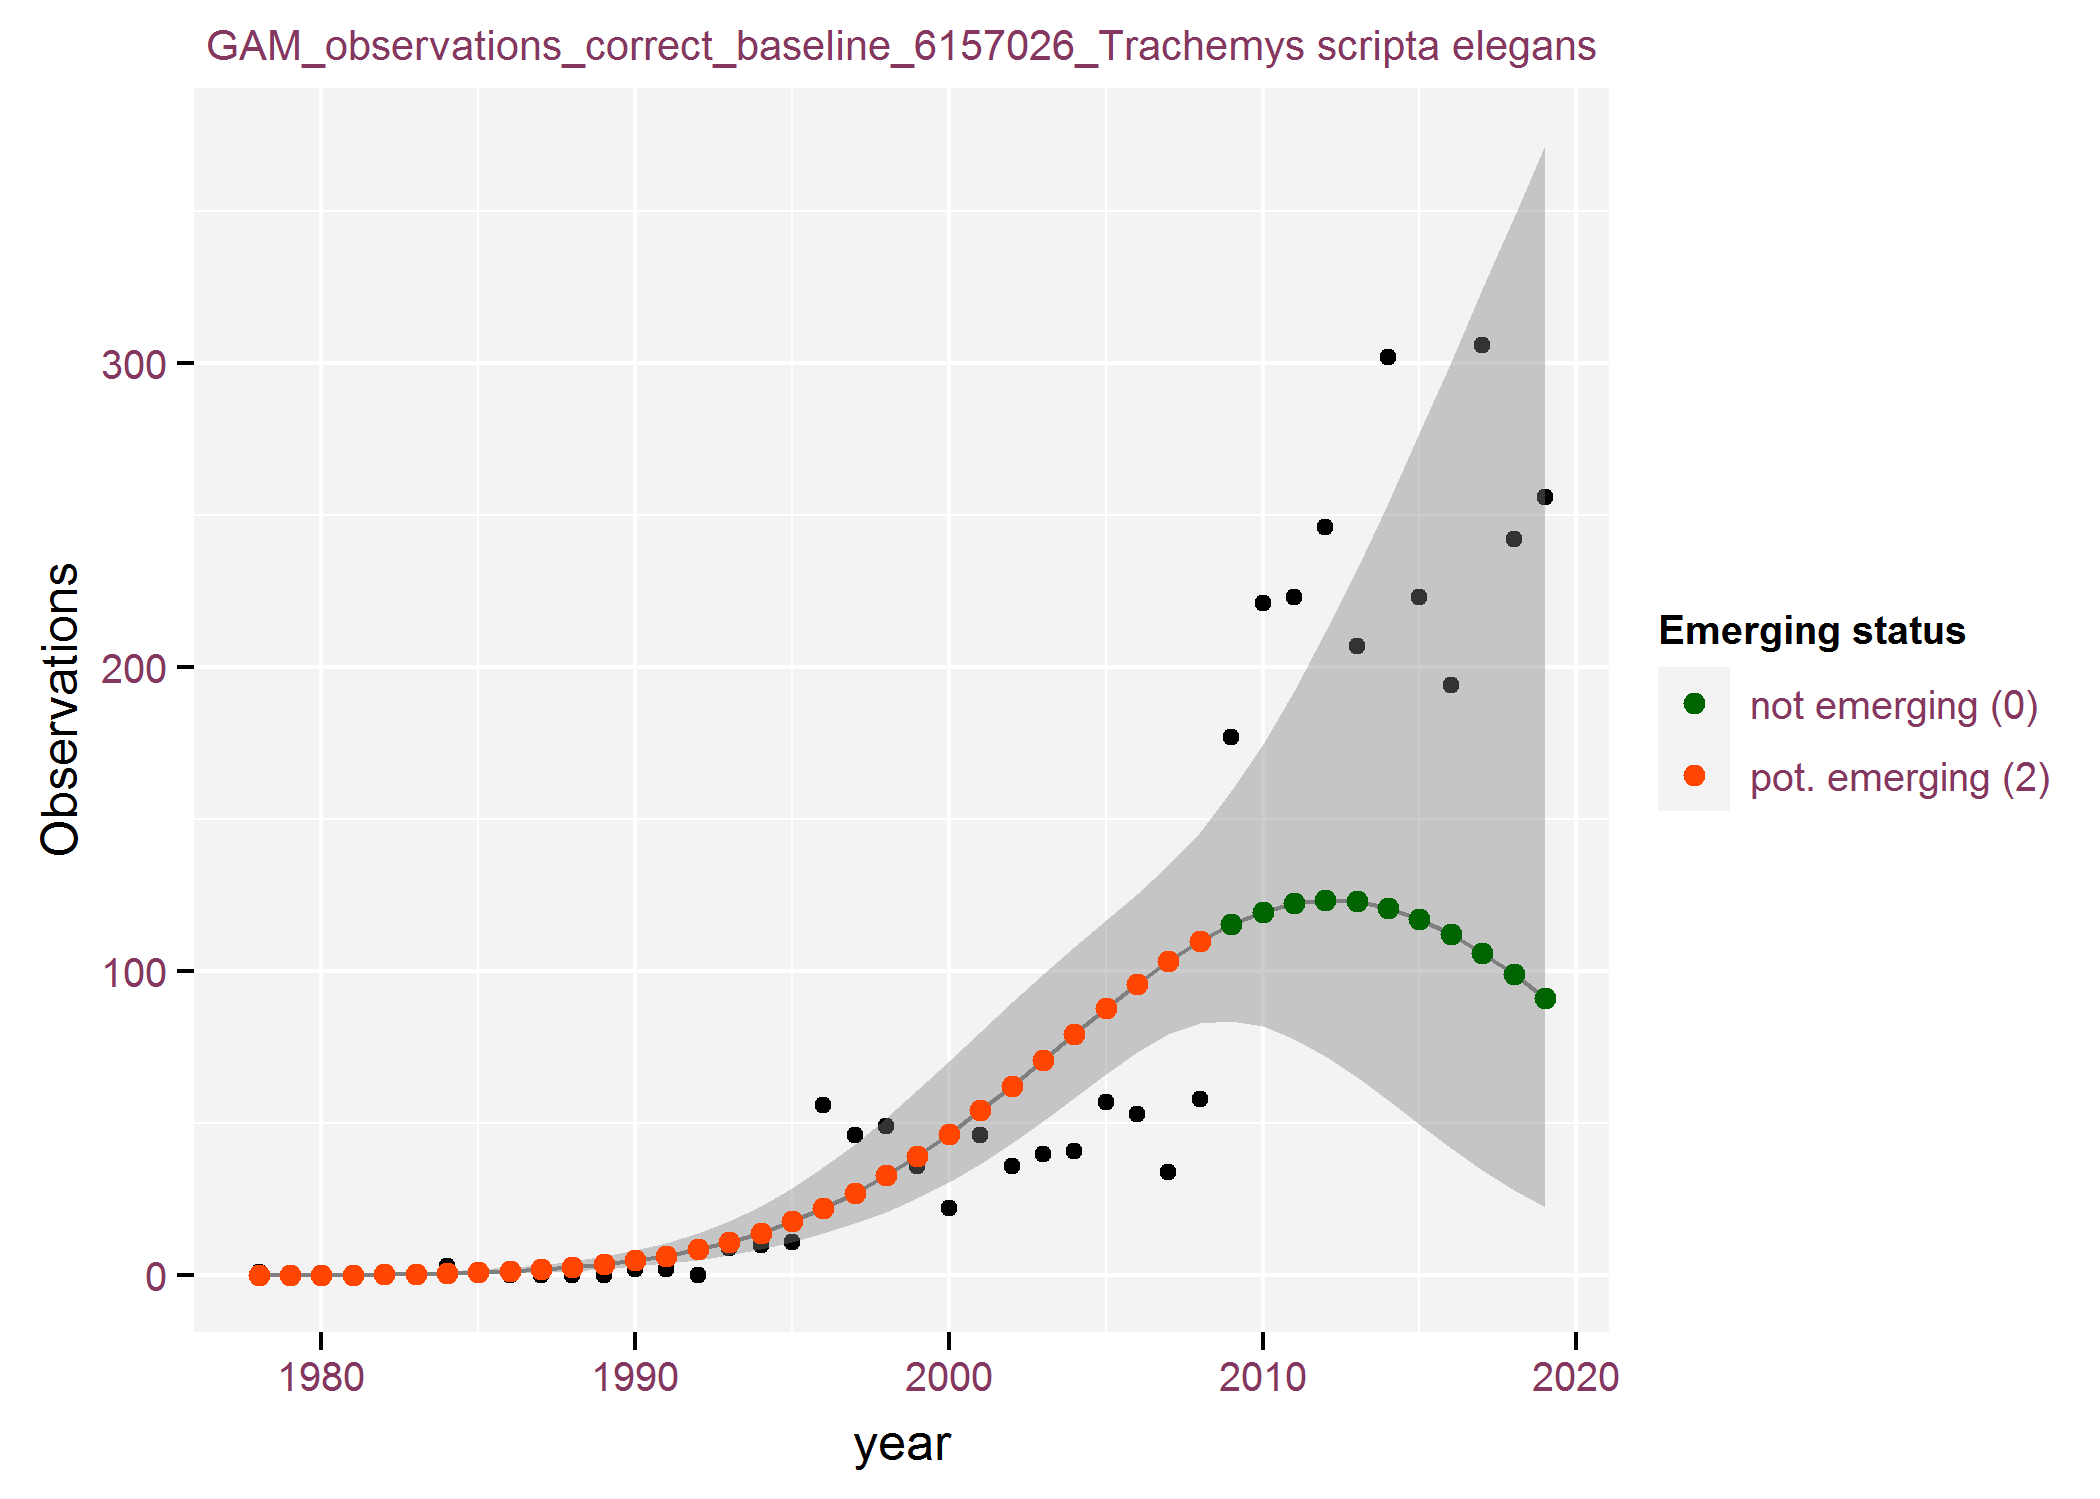 GAM_observations_correct_baseline_6157026_Trachemys scripta elegans
Observations
300
200
100
0
1980 1990 2000 2010 2020
year
Emerging status
not emerging (0)
pot. emerging (2)